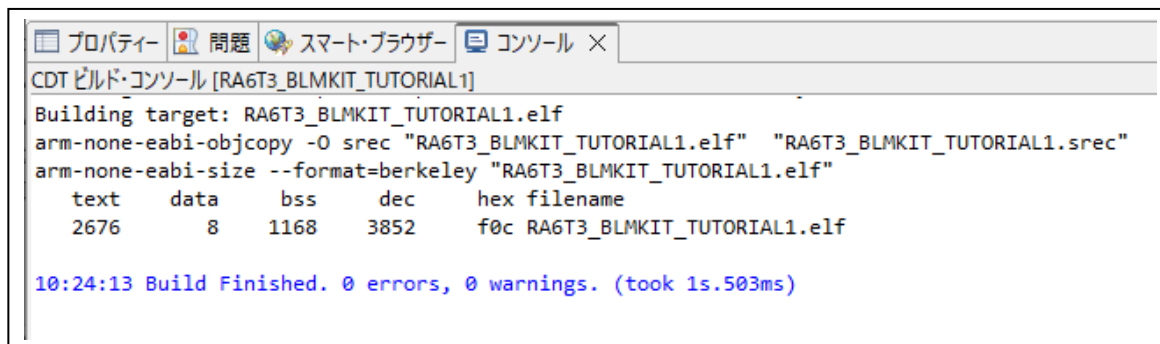 プロパティー 問題 スマート・ブラウザー コンソール ×
CDT ビルド・コンソール [RA6T3_BLMKIT_TUTORIAL1]
Building target: RA6T3_BLMKIT_TUTORIAL1.elf
arm-none-eabi-objcopy -O srec "RA6T3_BLMKIT_TUTORIAL1.elf"  "RA6T3_BLMKIT_TUTORIAL1.srec"
arm-none-eabi-size --format=berkeley "RA6T3_BLMKIT_TUTORIAL1.elf"
   text    data     bss     dec     hex filename
   2676       8    1168    3852     f0c RA6T3_BLMKIT_TUTORIAL1.elf
10:24:13 Build Finished. 0 errors, 0 warnings. (took 1s.503ms)